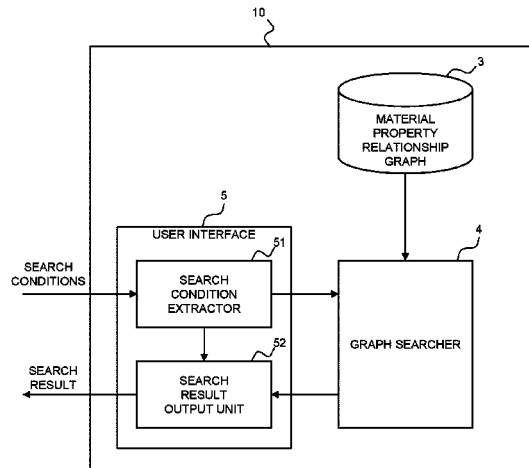 10
3
MATERIAL
PROPERTY
RELATIONSHIP
GRAPH
5
USER INTERFACE
51
4
SEARCH
CONDITIONS
SEARCH
CONDITION
EXTRACTOR
52
GRAPH SEARCHER
SEARCH
RESULT
SEARCH
RESULT
OUTPUT UNIT